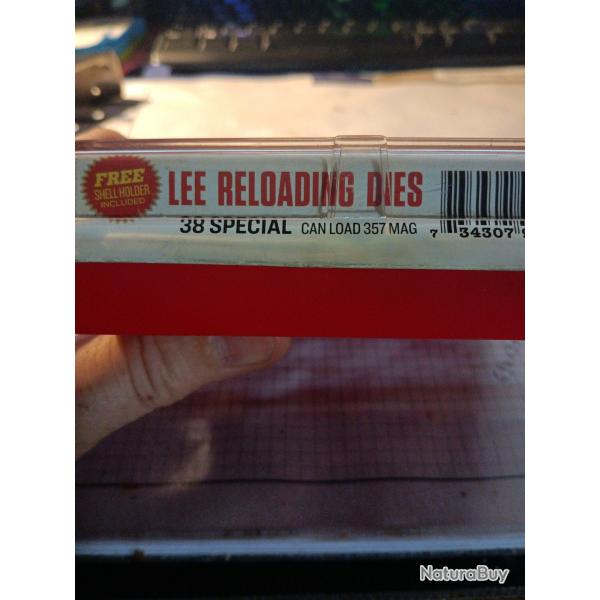 FREE
SHELL HOLDER
INCLUDED
LEE RELOADING DIES
38 SPECIAL CAN LOAD 357 MAG
7 34307
NaturaBuy